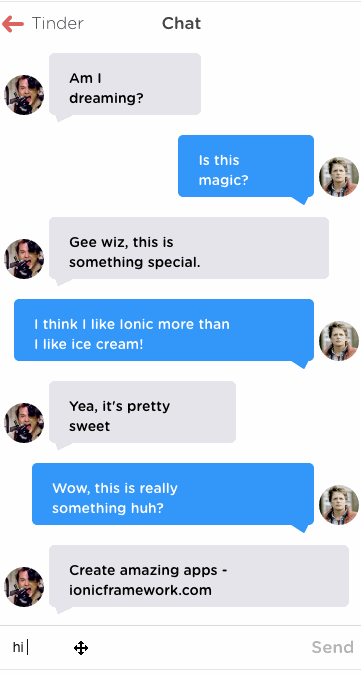 Tinder Chat
Am I
dreaming?
Is this
magic?
Gee wiz, this is
something special.
I think I like Ionic more than
I like ice cream!
Yea, it's pretty
sweet
Wow, this is really
something huh?
Create amazing apps -
ionicframework.com
hi Send